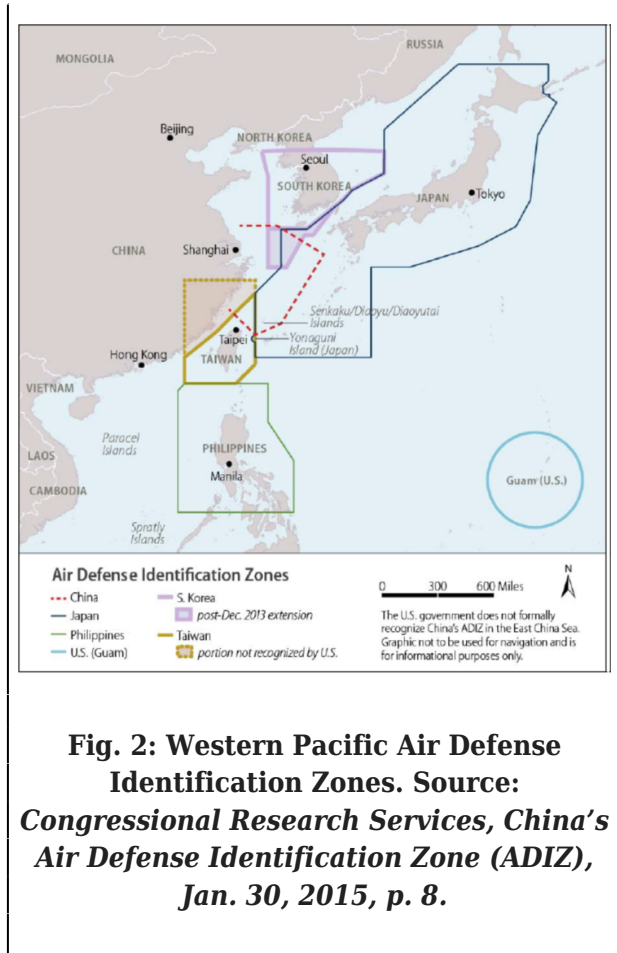 RUSSIA
MONGOLIA
Beijing
NORTH KOREA
Seoul
SOUTH KOREA
JAPAN
Tokyo
CHINA
Shanghai
Senkaku/Diaoyu/Diaoyutai
Islands
Taipei
Yonaguni
Island (Japan)
Hong Kong
TAIWAN
VIETNAM
Paracel
Islands
PHILIPPINES
LAOS
Manila
Guam (U.S.)
CAMBODIA
Spratly
Islands
Air Defense Identification Zones
China
Japan
Philippines
U.S. (Guam)
S. Korea
post-Dec. 2013 extension
Taiwan
portion not recognized by U.S.
0 300 600 Miles
N
The U.S. government does not formally
recognize China's ADIZ in the East China Sea.
Graphic not to be used for navigation and is
for informational purposes only.
Fig. 2: Western Pacific Air Defense
Identification Zones. Source:
Congressional Research Services, China’s
Air Defense Identification Zone (ADIZ),
Jan. 30, 2015, p. 8.